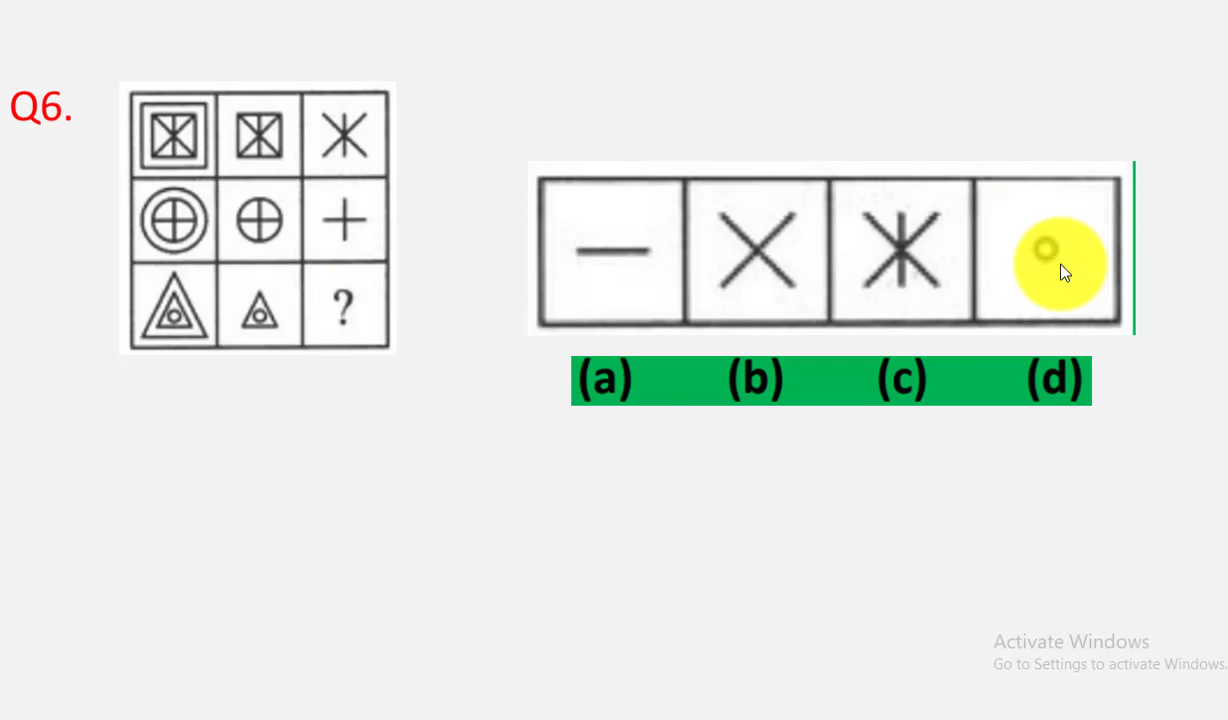 Q6.
?
(a) (b) (c) (d)
Activate Windows
Go to Settings to activate Windows.